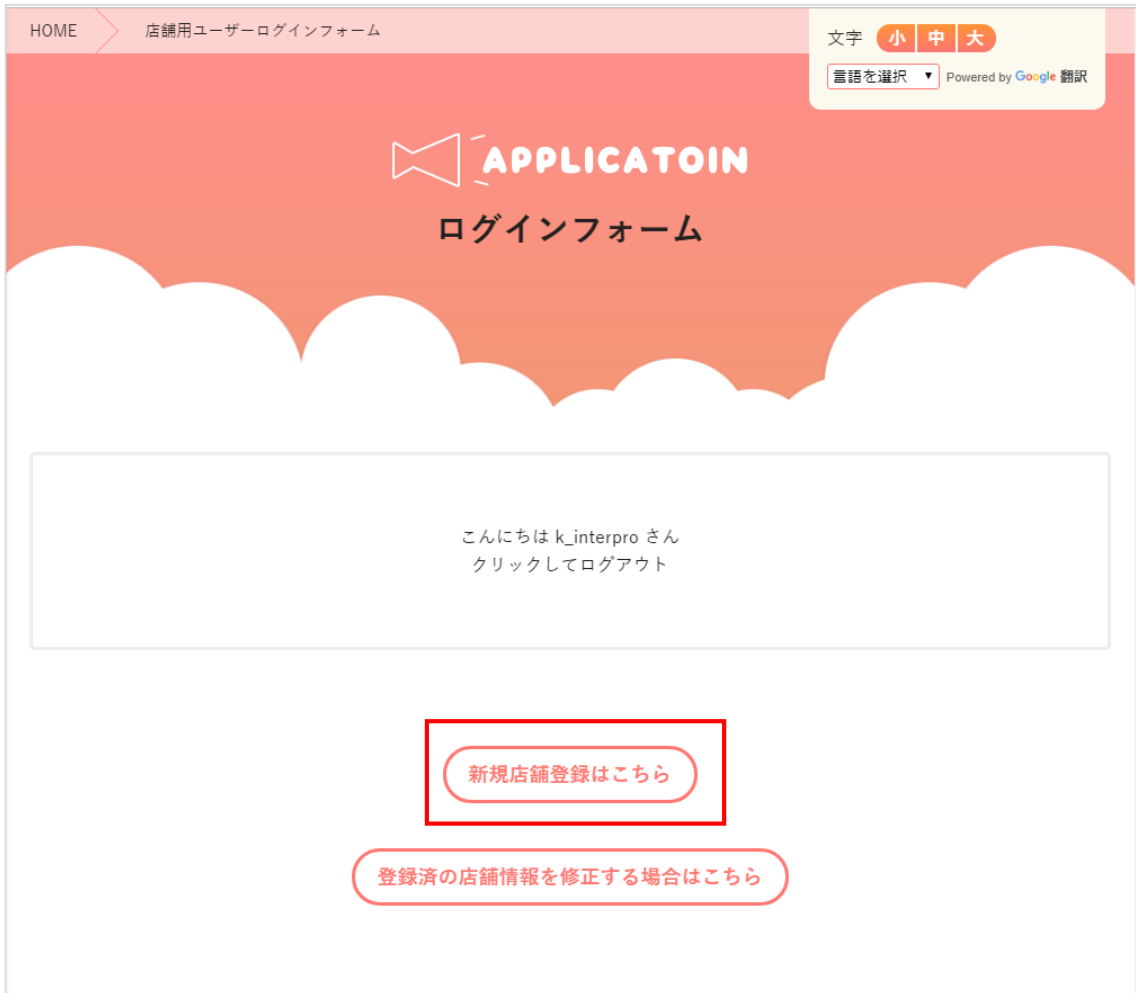 HOME
店舗用ユーザーログインフォーム
文字 小 中 大
言語を選択 ▼ Powered by Google 翻訳
APPLICATOIN
ログインフォーム
こんにちは k_interpro さん
クリックしてログアウト
新規店舗登録はこちら
登録済の店舗情報を修正する場合はこちら